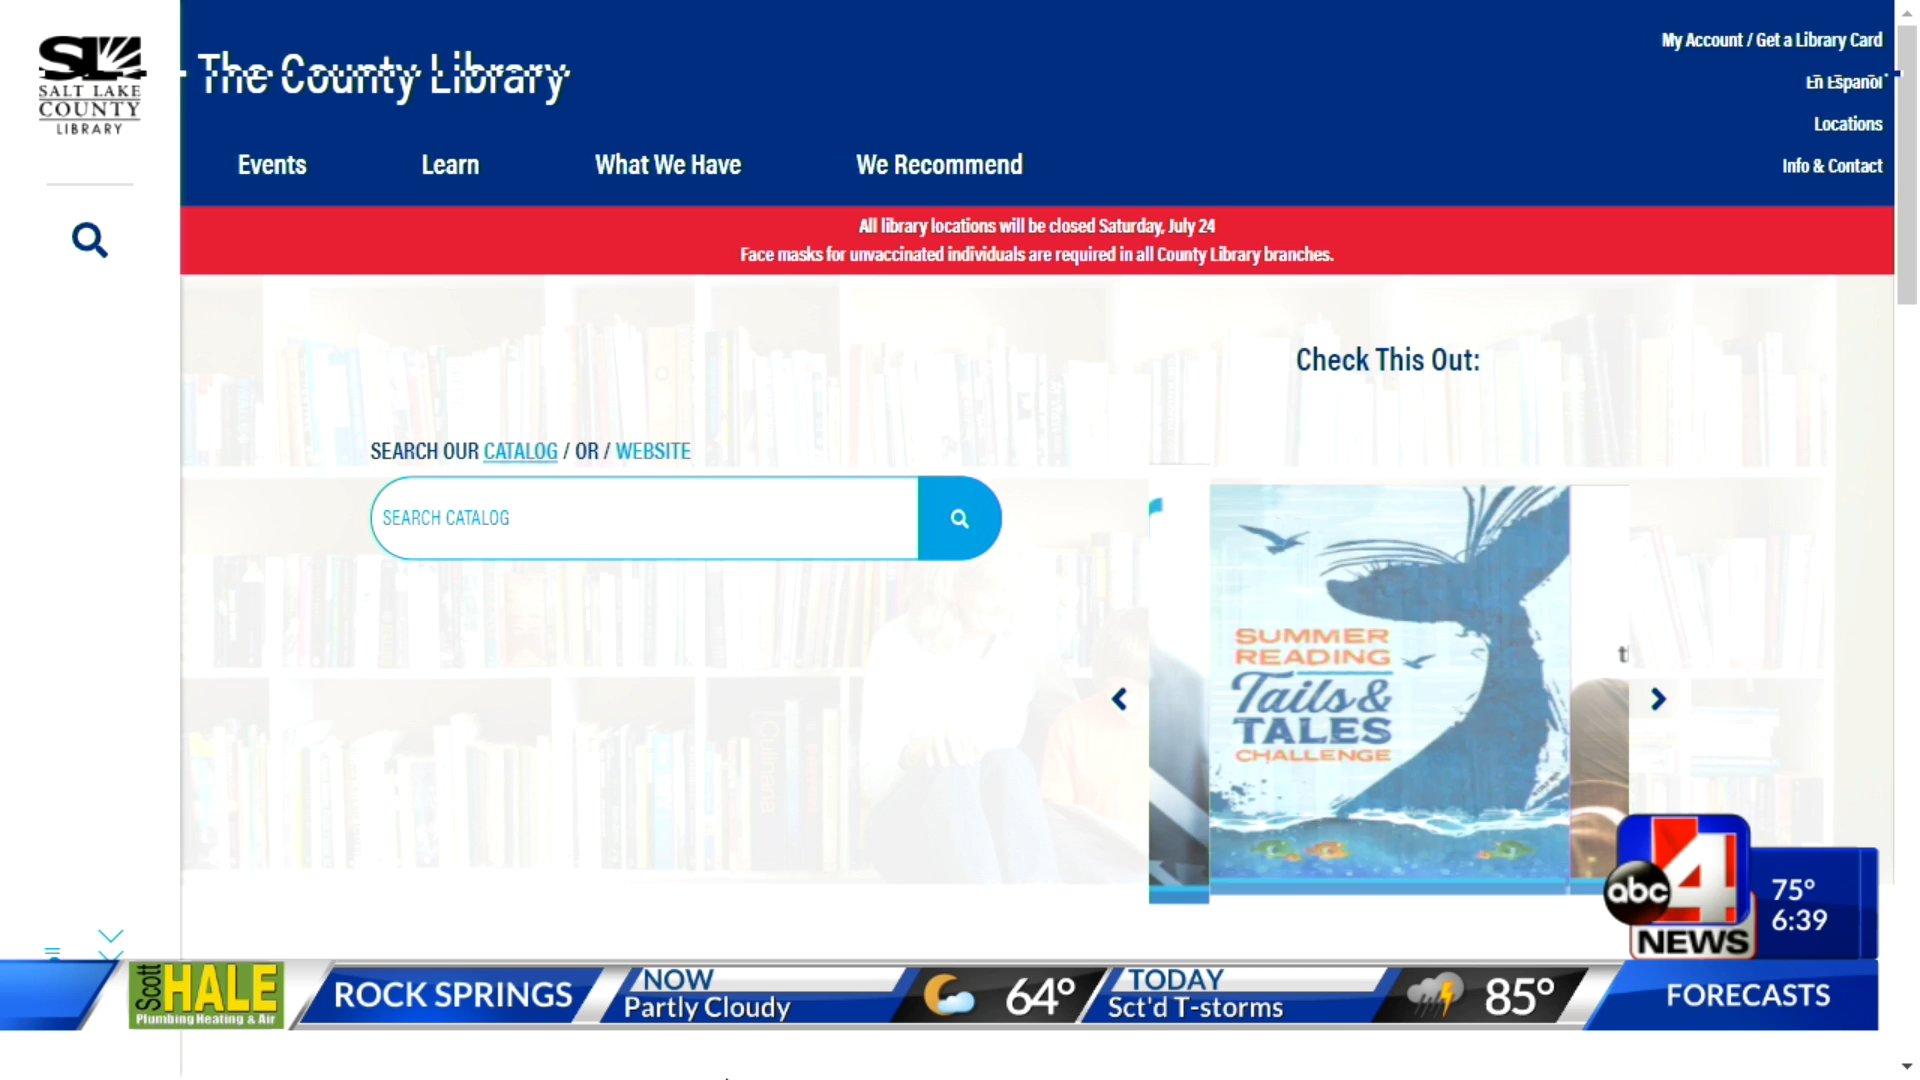 SL
SALT LAKE
COUNTY
LIBRARY
The County Library
My Account / Get a Library Card
En Español
Locations
Info & Contact
Events
Learn
What We Have
We Recommend
All library locations will be closed Saturday, July 24
Face masks for unvaccinated individuals are required in all County Library branches.
Check This Out:
SEARCH OUR CATALOG / OR / WEBSITE
SEARCH CATALOG
SUMMER
READING
Tails &
TALES
CHALLENGE
abc 4
NEWS
75°
6:39
Scott HALE
Plumbing Heating & Air
ROCK SPRINGS
NOW
Partly Cloudy
64°
TODAY
Sct'd T-storms
85°
FORECASTS